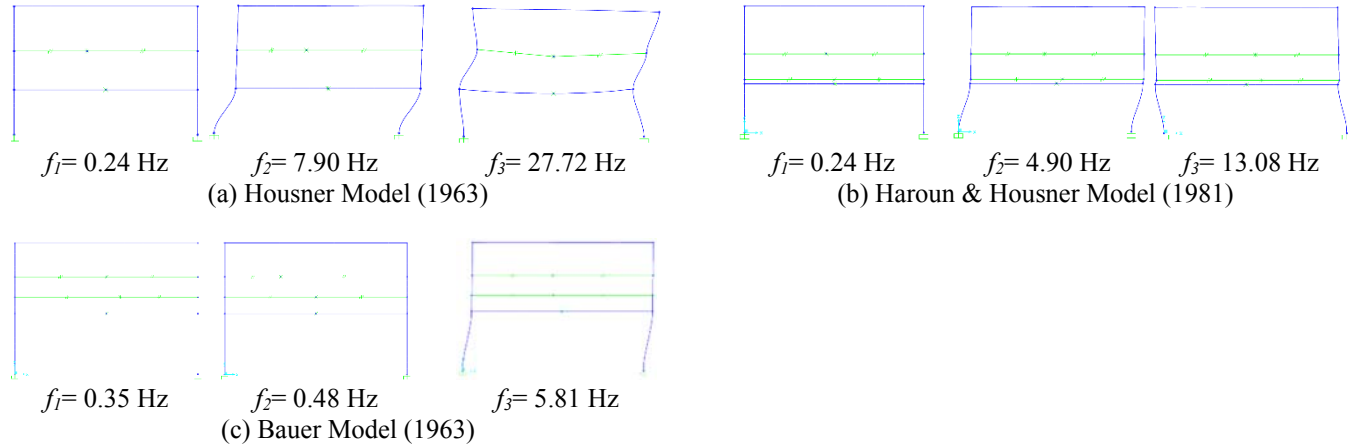 f1= 0.24 Hz f2= 7.90 Hz f3= 27.72 Hz
(a) Housner Model (1963)
f1= 0.24 Hz f2= 4.90 Hz f3= 13.08 Hz
(b) Haroun & Housner Model (1981)
f1= 0.35 Hz f2= 0.48 Hz f3= 5.81 Hz
(c) Bauer Model (1963)